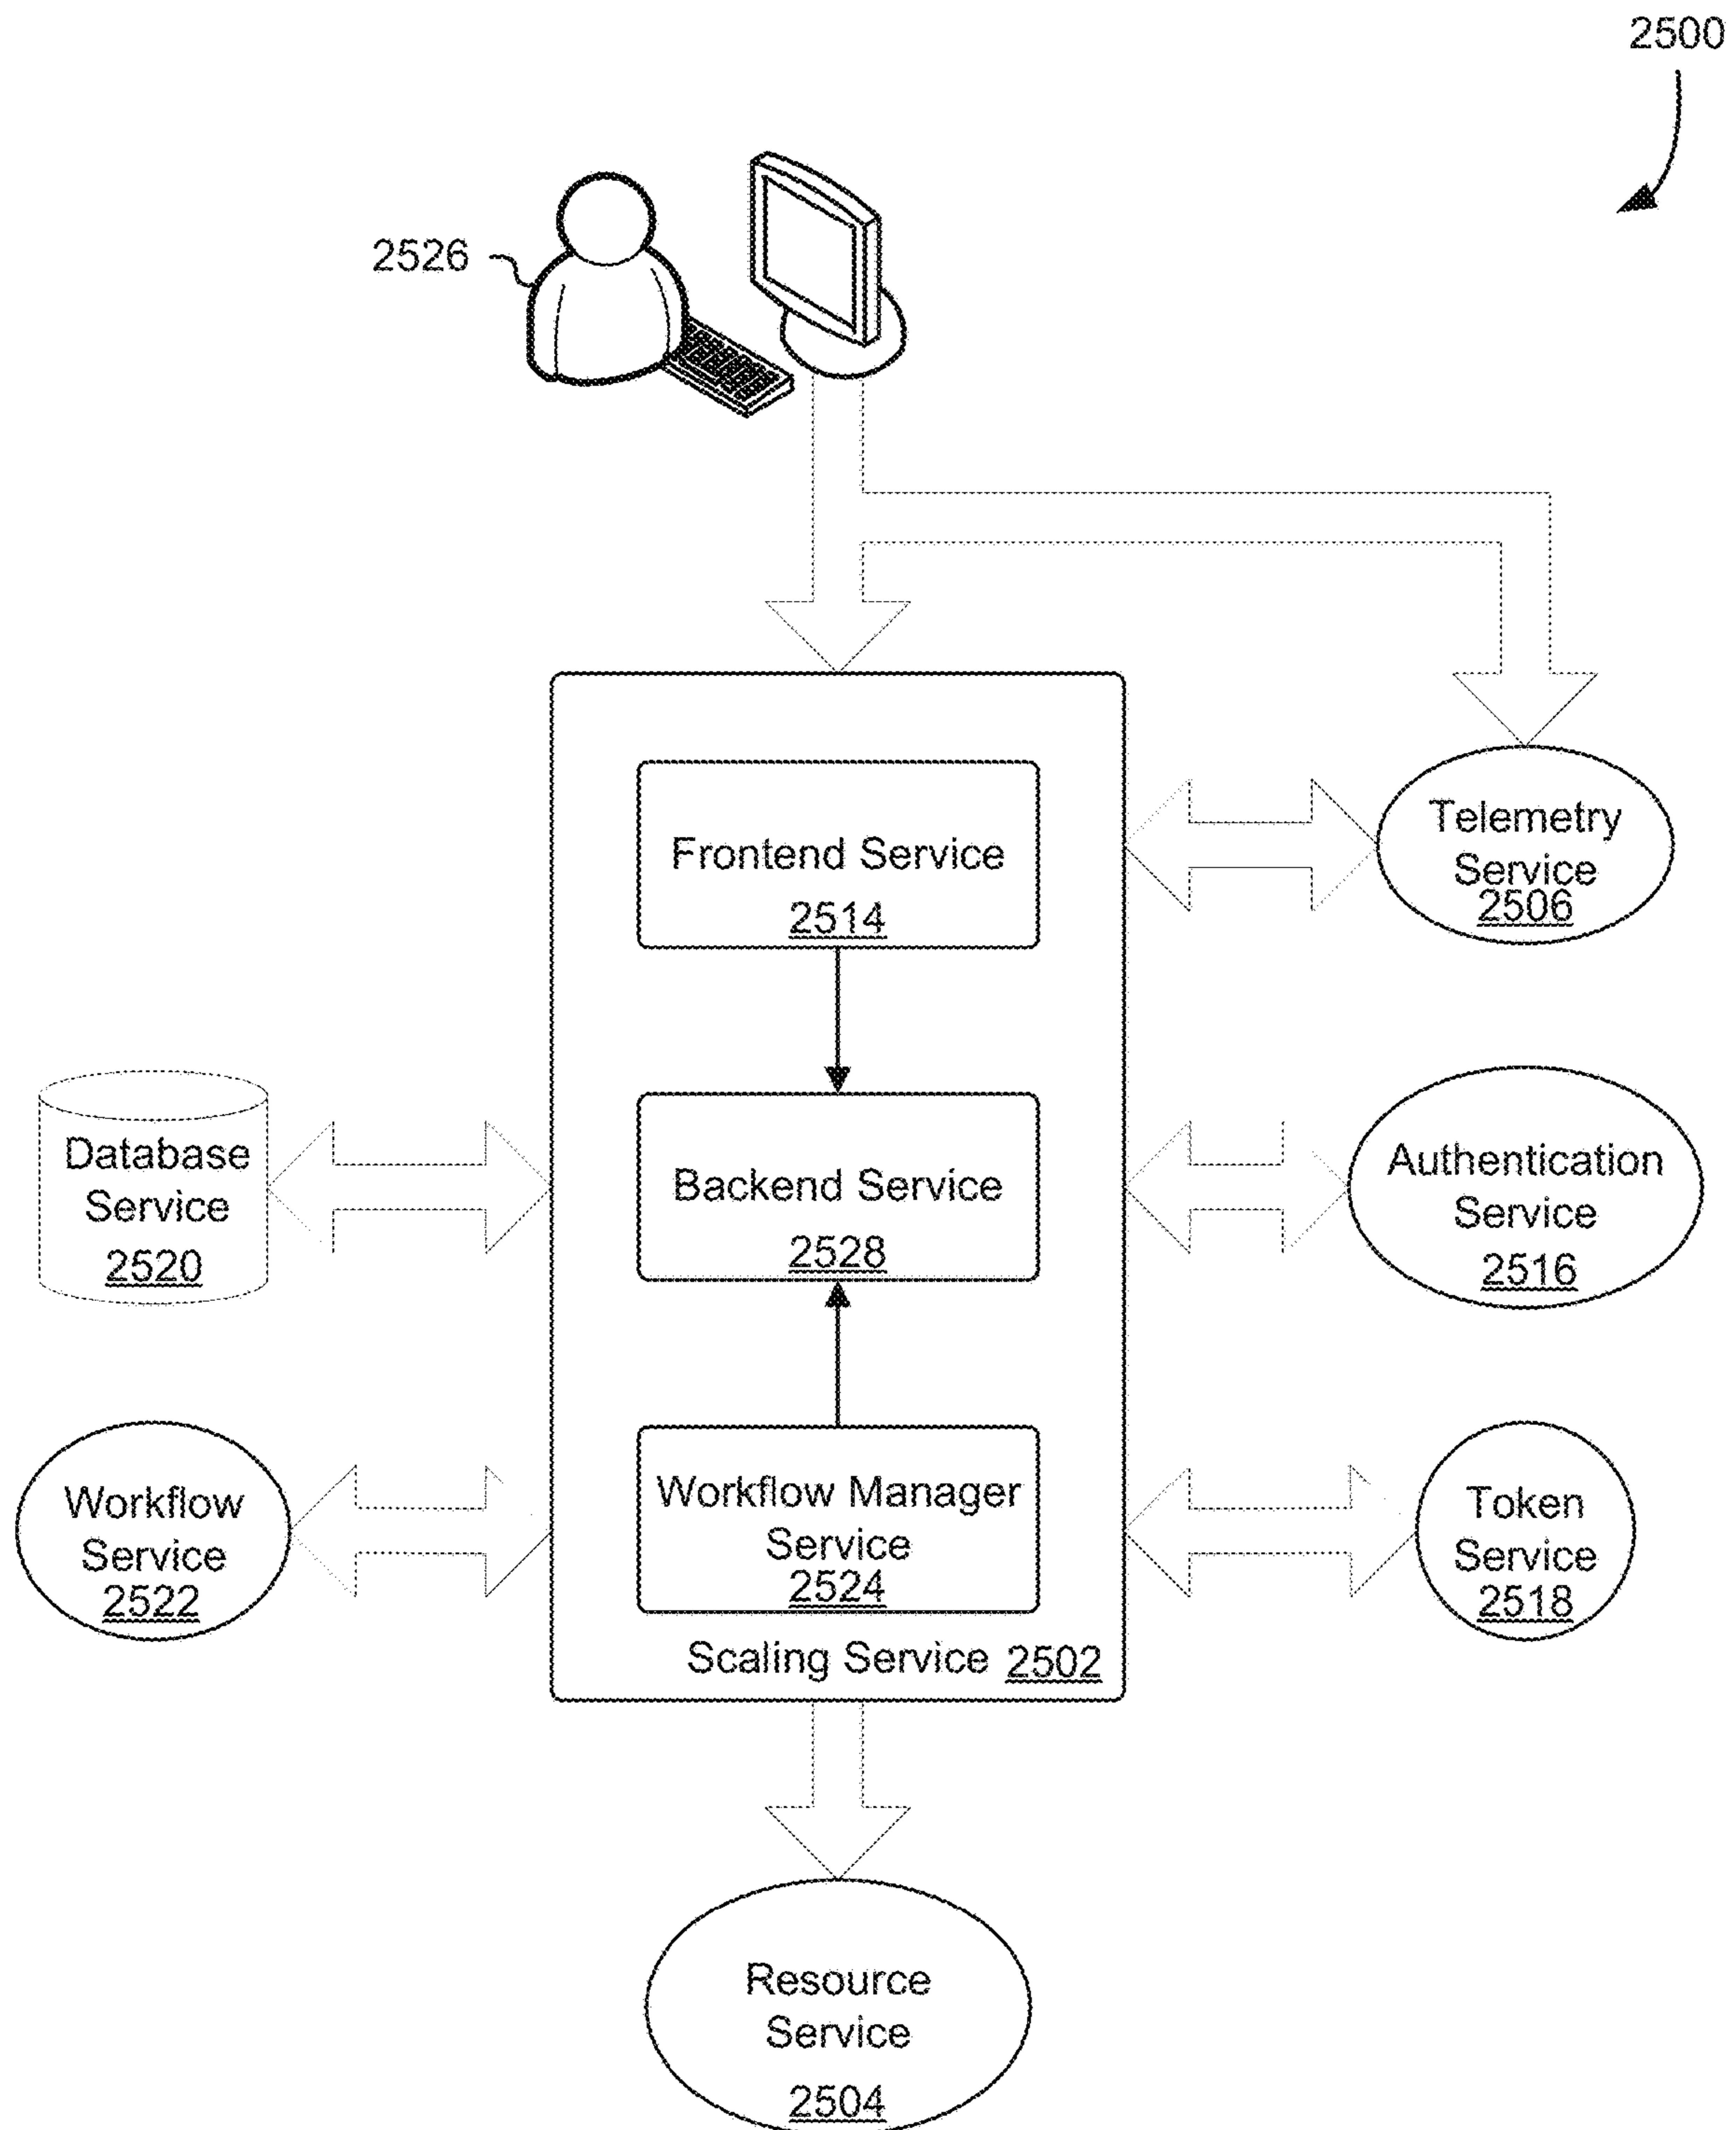 2500
2526
Frontend Service
2514
Telemetry
Service
2506
Database
Service
2520
Backend Service
2528
Authentication
Service
2516
Workflow
Service
2522
Workflow Manager
Service
2524
Token
Service
2518
Scaling Service 2502
Resource
Service
2504